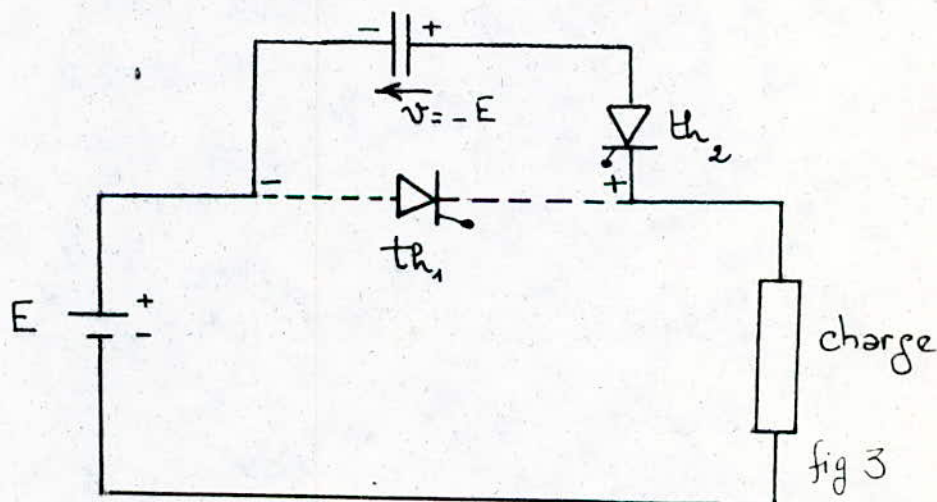 - +
v = - E
th₂
- +
th₁
E + -
charge
fig 3